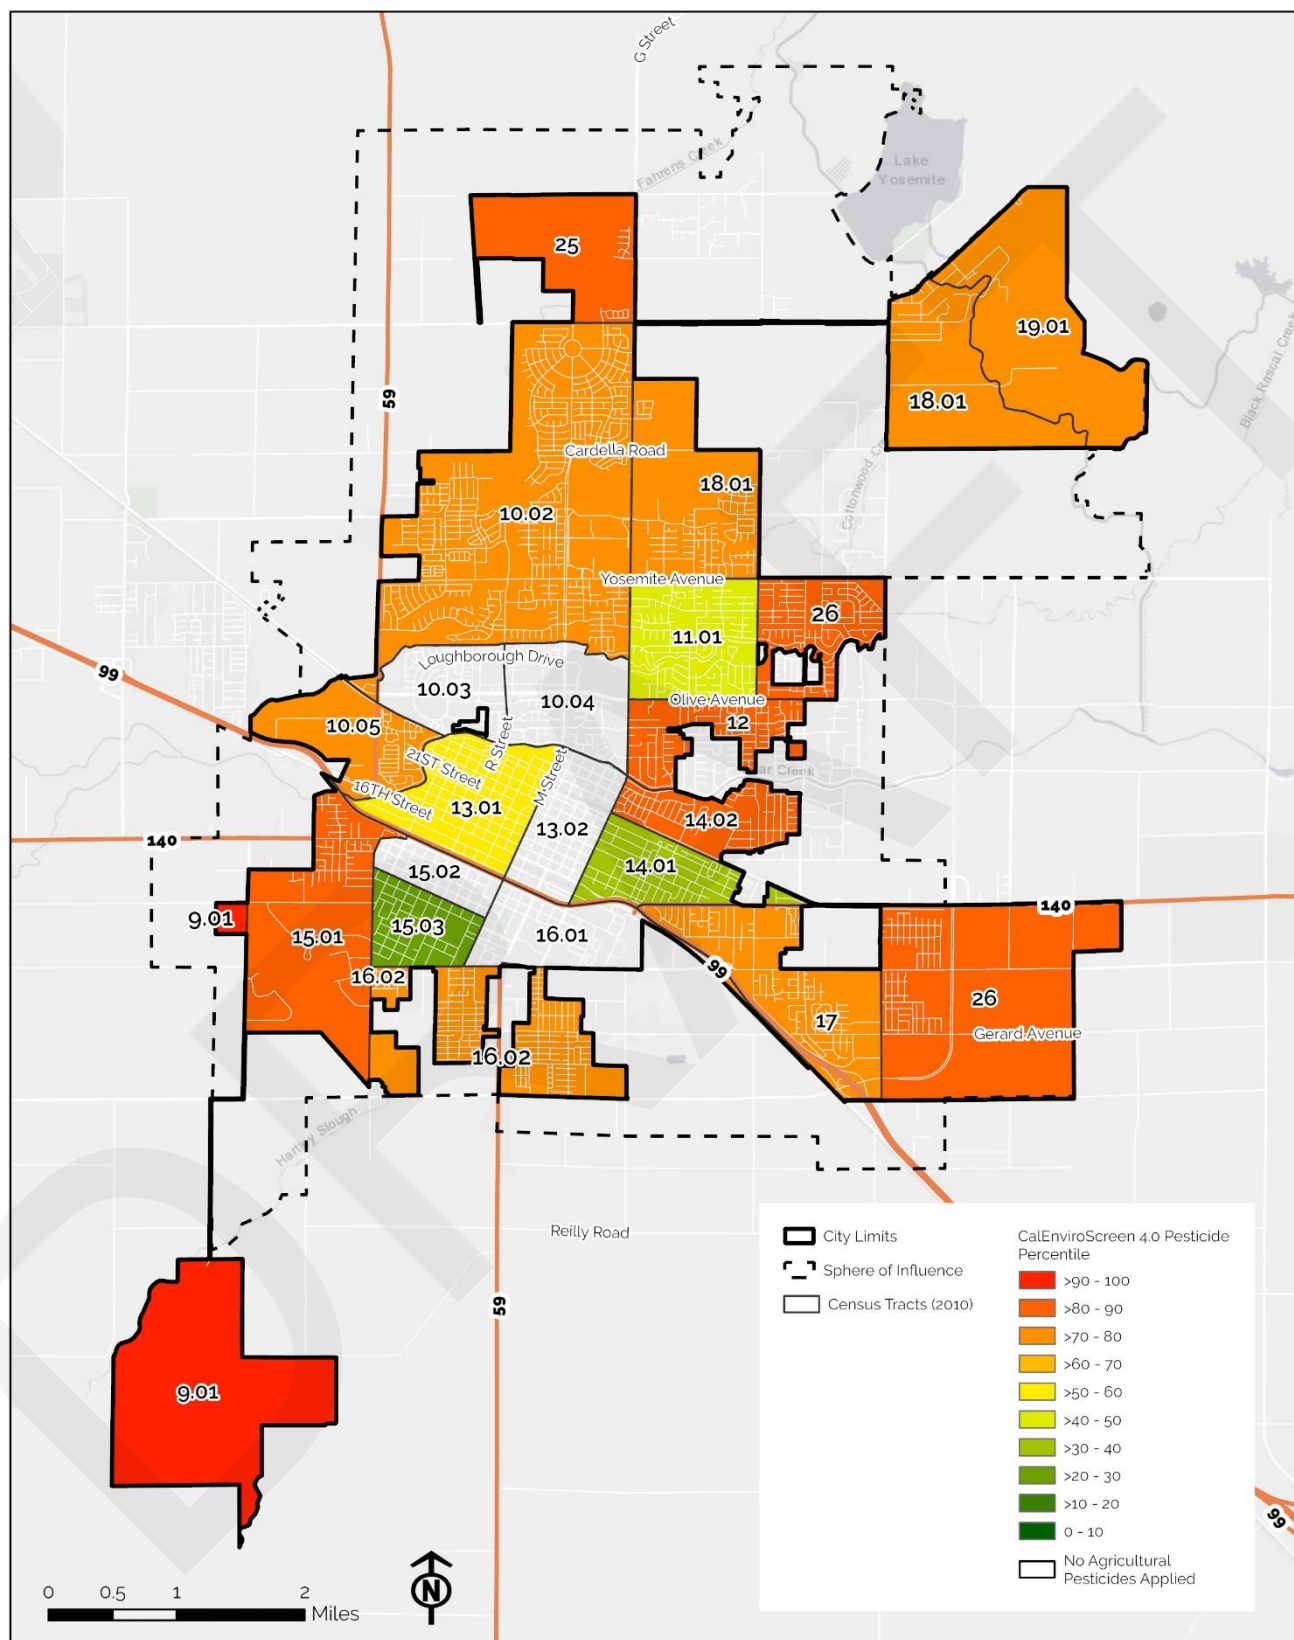 G Street
Fahrens Creek
Lake
Yosemite
25
19.01
59
18.01
Black Rascal Creek
Cardella Road
18.01
10.02
Yosemite Avenue
11.01
26
99
Loughborough Drive
10.03
10.04
Olive Avenue
12
10.05
R Street
21ST Street
M Street
16TH Street
13.01
13.02
14.02
140
15.02
14.01
9.01
15.01
15.03
16.01
140
16.02
99
17
26
Gerard Avenue
16.02
Hartley Slough
Reilly Road
59
9.01
99
City Limits
Sphere of Influence
Census Tracts (2010)
CalEnviroScreen 4.0 Pesticide
Percentile
>90 - 100
>80 - 90
>70 - 80
>60 - 70
>50 - 60
>40 - 50
>30 - 40
>20 - 30
>10 - 20
0 - 10
No Agricultural
Pesticides Applied
0 0.5 1 2
Miles
N
DRAFT